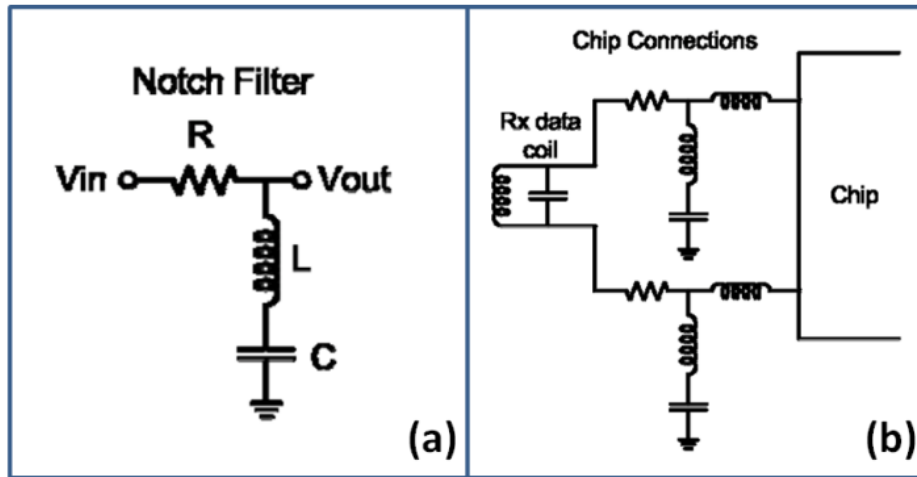 Notch Filter
R
Vin
Vout
L
C
(a)
Chip Connections
Rx data
coil
Chip
(b)